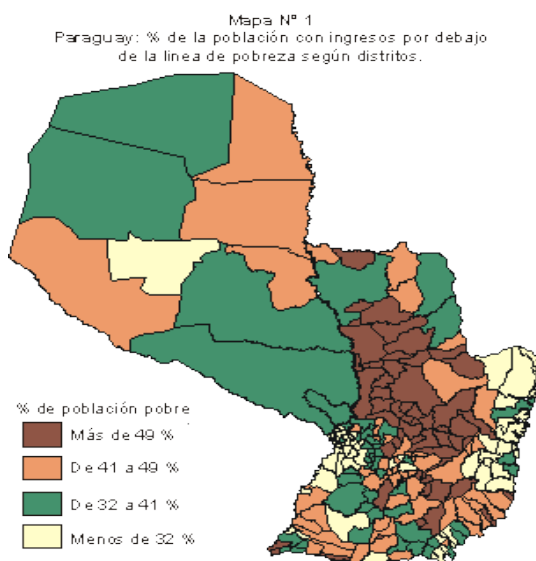 Mapa Nº 1
Paraguay: % de la población con ingresos por debajo
de la linea de pobreza según distritos.
% de población pobre
Más de 49 %
De 41 a 49 %
De 32 a 41 %
Menos de 32 %